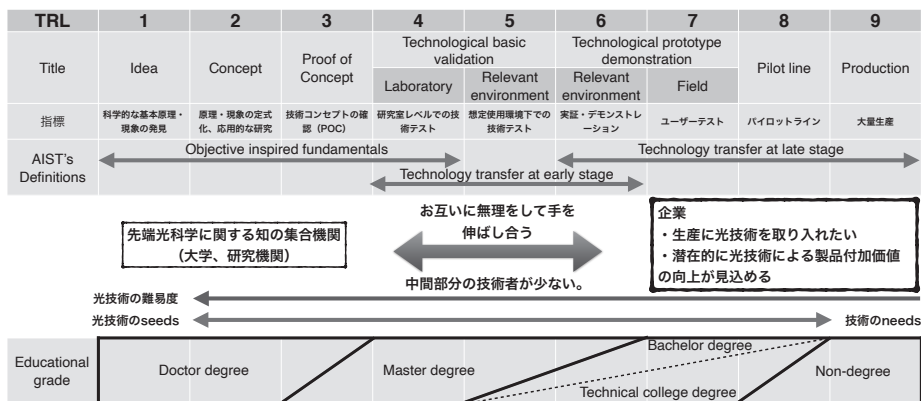 TRL 1 2 3 4 5 6 7 8 9
Title
Idea
Concept
Proof of
Concept
Technological basic
validation
Laboratory
Relevant
environment
Technological prototype
demonstration
Relevant
environment
Field
Pilot line
Production
指標
科学的な基本原理・
現象の発見
原理・現象の定式
化、応用的な研究
技術コンセプトの確
認（POC）
研究室レベルでの技
術テスト
想定使用環境下での
技術テスト
実証・デモンストレ
ーション
ユーザーテスト
パイロットライン
大量生産
AIST's
Definitions
Objective inspired fundamentals
Technology transfer at early stage
Technology transfer at late stage
先端光科学に関する知の集合機関
（大学、研究機関）
お互いに無理をして手を
伸ばし合う
中間部分の技術者が少ない。
企業
・生産に光技術を取り入れたい
・潜在的に光技術による製品付加価値
の向上が見込める
光技術の難易度
光技術のseeds
技術のneeds
Educational
grade
Doctor degree
Master degree
Bachelor degree
Technical college degree
Non-degree